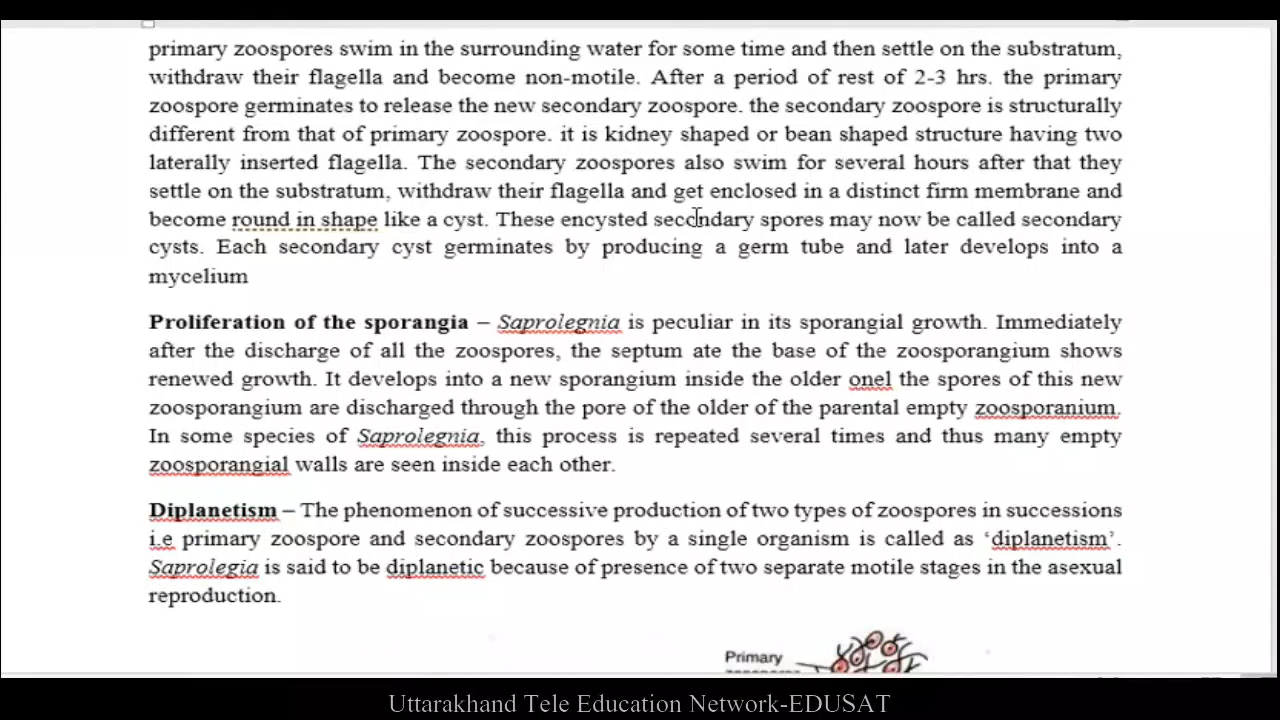 primary zoospores swim in the surrounding water for some time and then settle on the substratum,
withdraw their flagella and become non-motile. After a period of rest of 2-3 hrs. the primary
zoospore germinates to release the new secondary zoospore. the secondary zoospore is structurally
different from that of primary zoospore. it is kidney shaped or bean shaped structure having two
laterally inserted flagella. The secondary zoospores also swim for several hours after that they
settle on the substratum, withdraw their flagella and get enclosed in a distinct firm membrane and
become round in shape like a cyst. These encysted secondary spores may now be called secondary
cysts. Each secondary cyst germinates by producing a germ tube and later develops into a
mycelium
Proliferation of the sporangia – Saprolegnia is peculiar in its sporangial growth. Immediately
after the discharge of all the zoospores, the septum ate the base of the zoosporangium shows
renewed growth. It develops into a new sporangium inside the older onel the spores of this new
zoosporangium are discharged through the pore of the older of the parental empty zoosporanium.
In some species of Saprolegnia, this process is repeated several times and thus many empty
zoosporangial walls are seen inside each other.
Diplanetism – The phenomenon of successive production of two types of zoospores in successions
i.e primary zoospore and secondary zoospores by a single organism is called as ‘diplanetism’.
Saprolegia is said to be diplanetic because of presence of two separate motile stages in the asexual
reproduction.
Primary
Uttarakhand Tele Education Network-EDUSAT